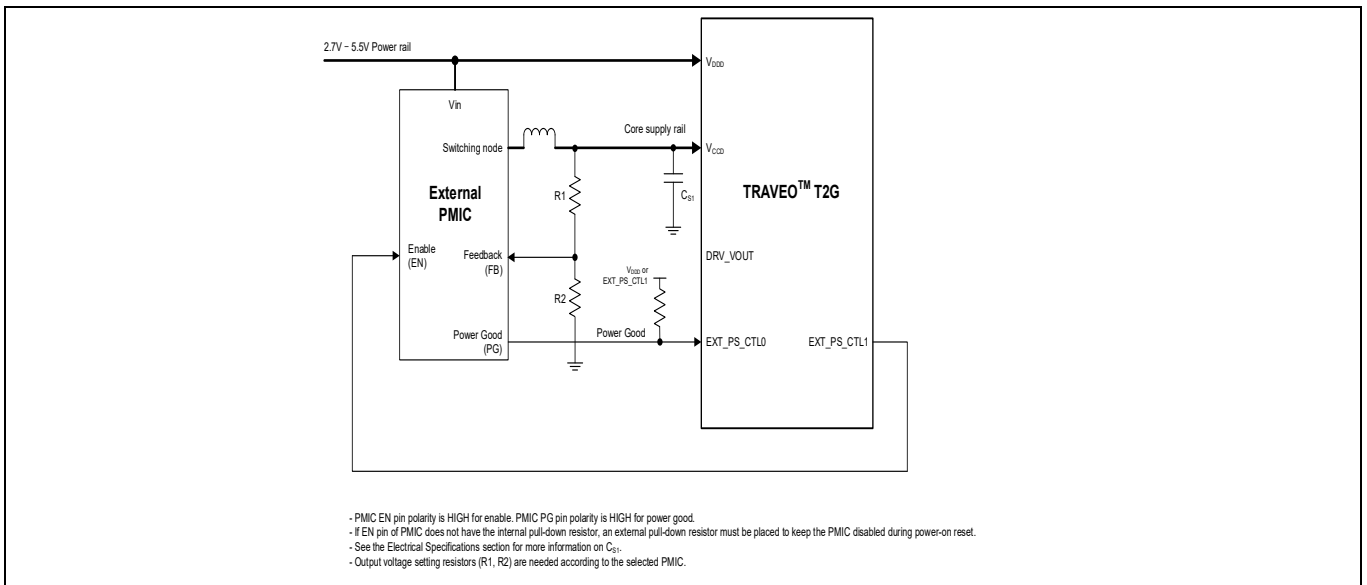 2.7V - 5.5V Power rail
VDDD
Vin
Switching node
Core supply rail
VCCD
External
PMIC
R1
CS1
TRAVEO™ T2G
Enable
(EN)
Feedback
(FB)
DRV_VOUT
VDDD or
EXT_PS_CTL1
R2
Power Good
(PG)
Power Good
EXT_PS_CTL0
EXT_PS_CTL1
- PMIC EN pin polarity is HIGH for enable. PMIC PG pin polarity is HIGH for power good.
- If EN pin of PMIC does not have the internal pull-down resistor, an external pull-down resistor must be placed to keep the PMIC disabled during power-on reset.
- See the Electrical Specifications section for more information on CS1.
- Output voltage setting resistors (R1, R2) are needed according to the selected PMIC.